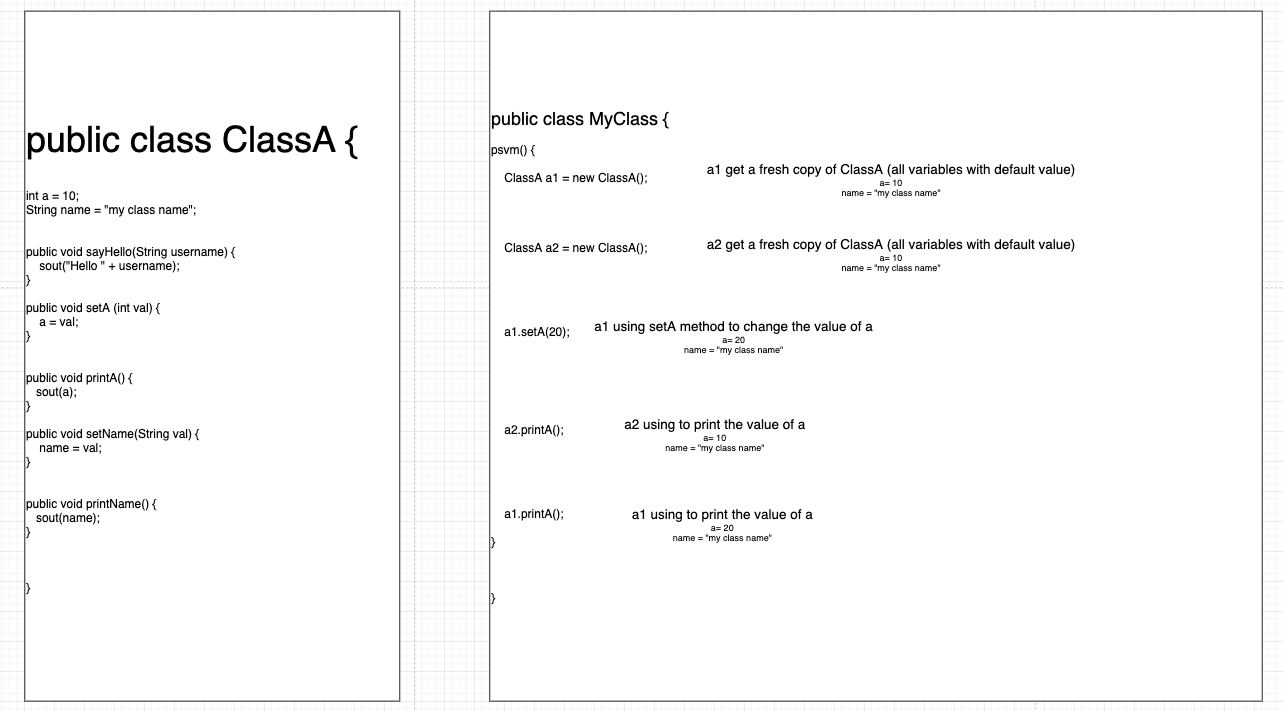 public class ClassA {
int a = 10;
String name = "my class name";
public void sayHello(String username) {
sout("Hello " + username);
}
public void setA (int val) {
a = val;
}
public void printA() {
sout(a);
}
public void setName(String val) {
name = val;
}
public void printName() {
sout(name);
}
}
public class MyClass {
psvm() {
ClassA a1 = new ClassA();
a1 get a fresh copy of ClassA (all variables with default value)
a= 10
name = "my class name"
ClassA a2 = new ClassA();
a2 get a fresh copy of ClassA (all variables with default value)
a= 10
name = "my class name"
a1.setA(20);
a1 using setA method to change the value of a
a= 20
name = "my class name"
a2.printA();
a2 using to print the value of a
a= 10
name = "my class name"
a1.printA();
a1 using to print the value of a
a= 20
name = "my class name"
}
}